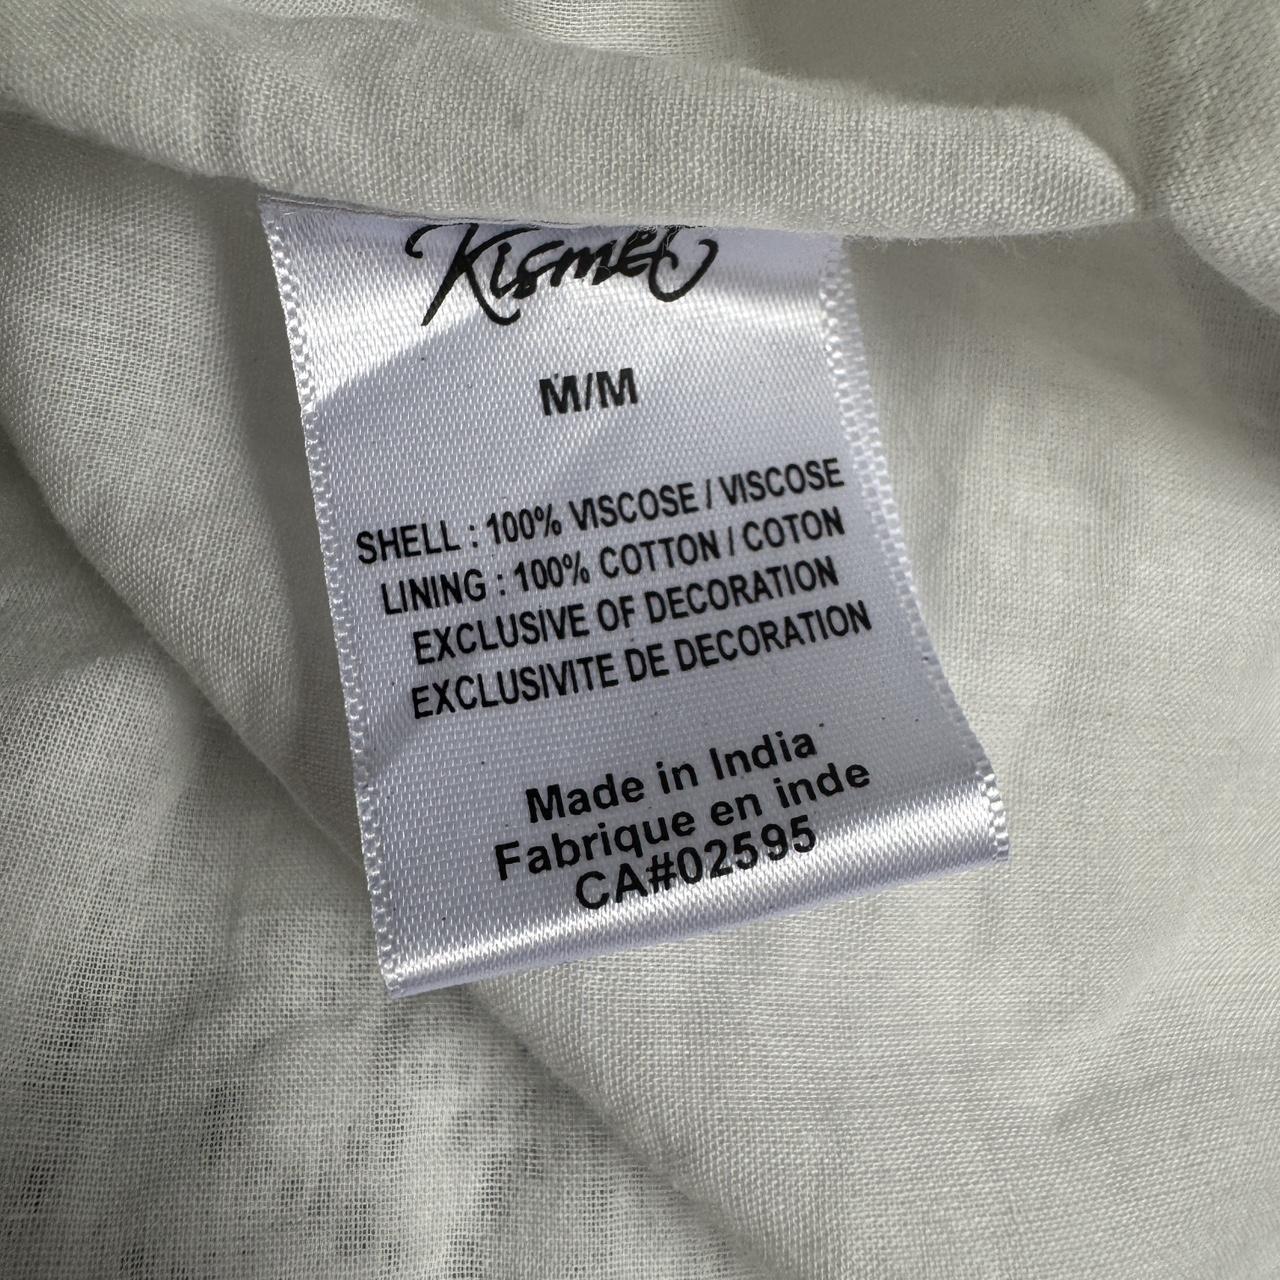 Kismet
M/M
SHELL : 100% VISCOSE / VISCOSE
LINING : 100% COTTON / COTON
EXCLUSIVE OF DECORATION
EXCLUSIVITE DE DECORATION
Made in India
Fabrique en inde
CA#02595